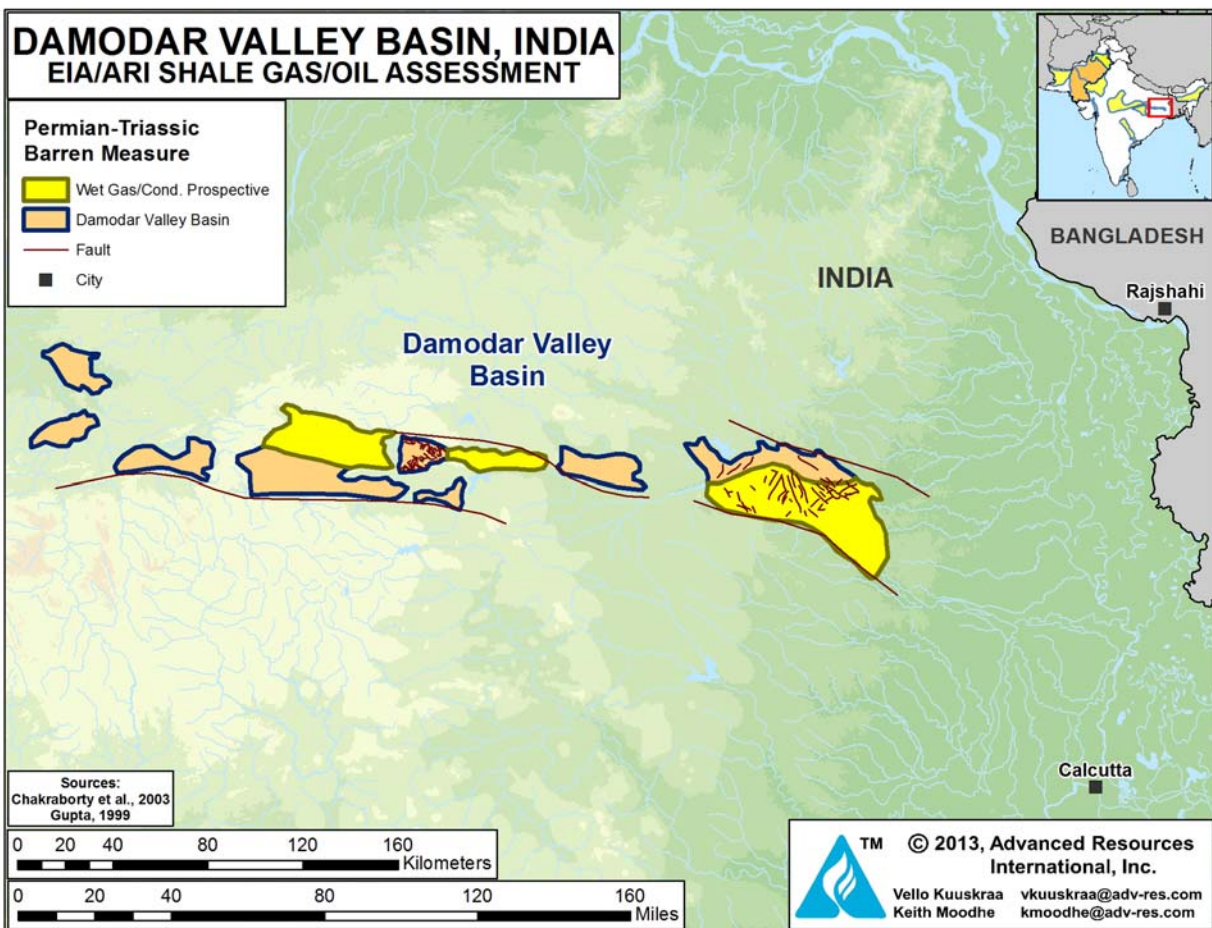 DAMODAR VALLEY BASIN, INDIA
EIA/ARI SHALE GAS/OIL ASSESSMENT
Permian-Triassic
Barren Measure
Wet Gas/Cond. Prospective
Damodar Valley Basin
Fault
City
BANGLADESH
INDIA
Rajshahi
Damodar Valley
Basin
Calcutta
Sources:
Chakraborty et al., 2003
Gupta, 1999
0 20 40 80 120 160
Kilometers
0 20 40 80 120 160
Miles
TM
© 2013, Advanced Resources
International, Inc.
Vello Kuuskraa vkuuskraa@adv-res.com
Keith Moodhe kmoodhe@adv-res.com